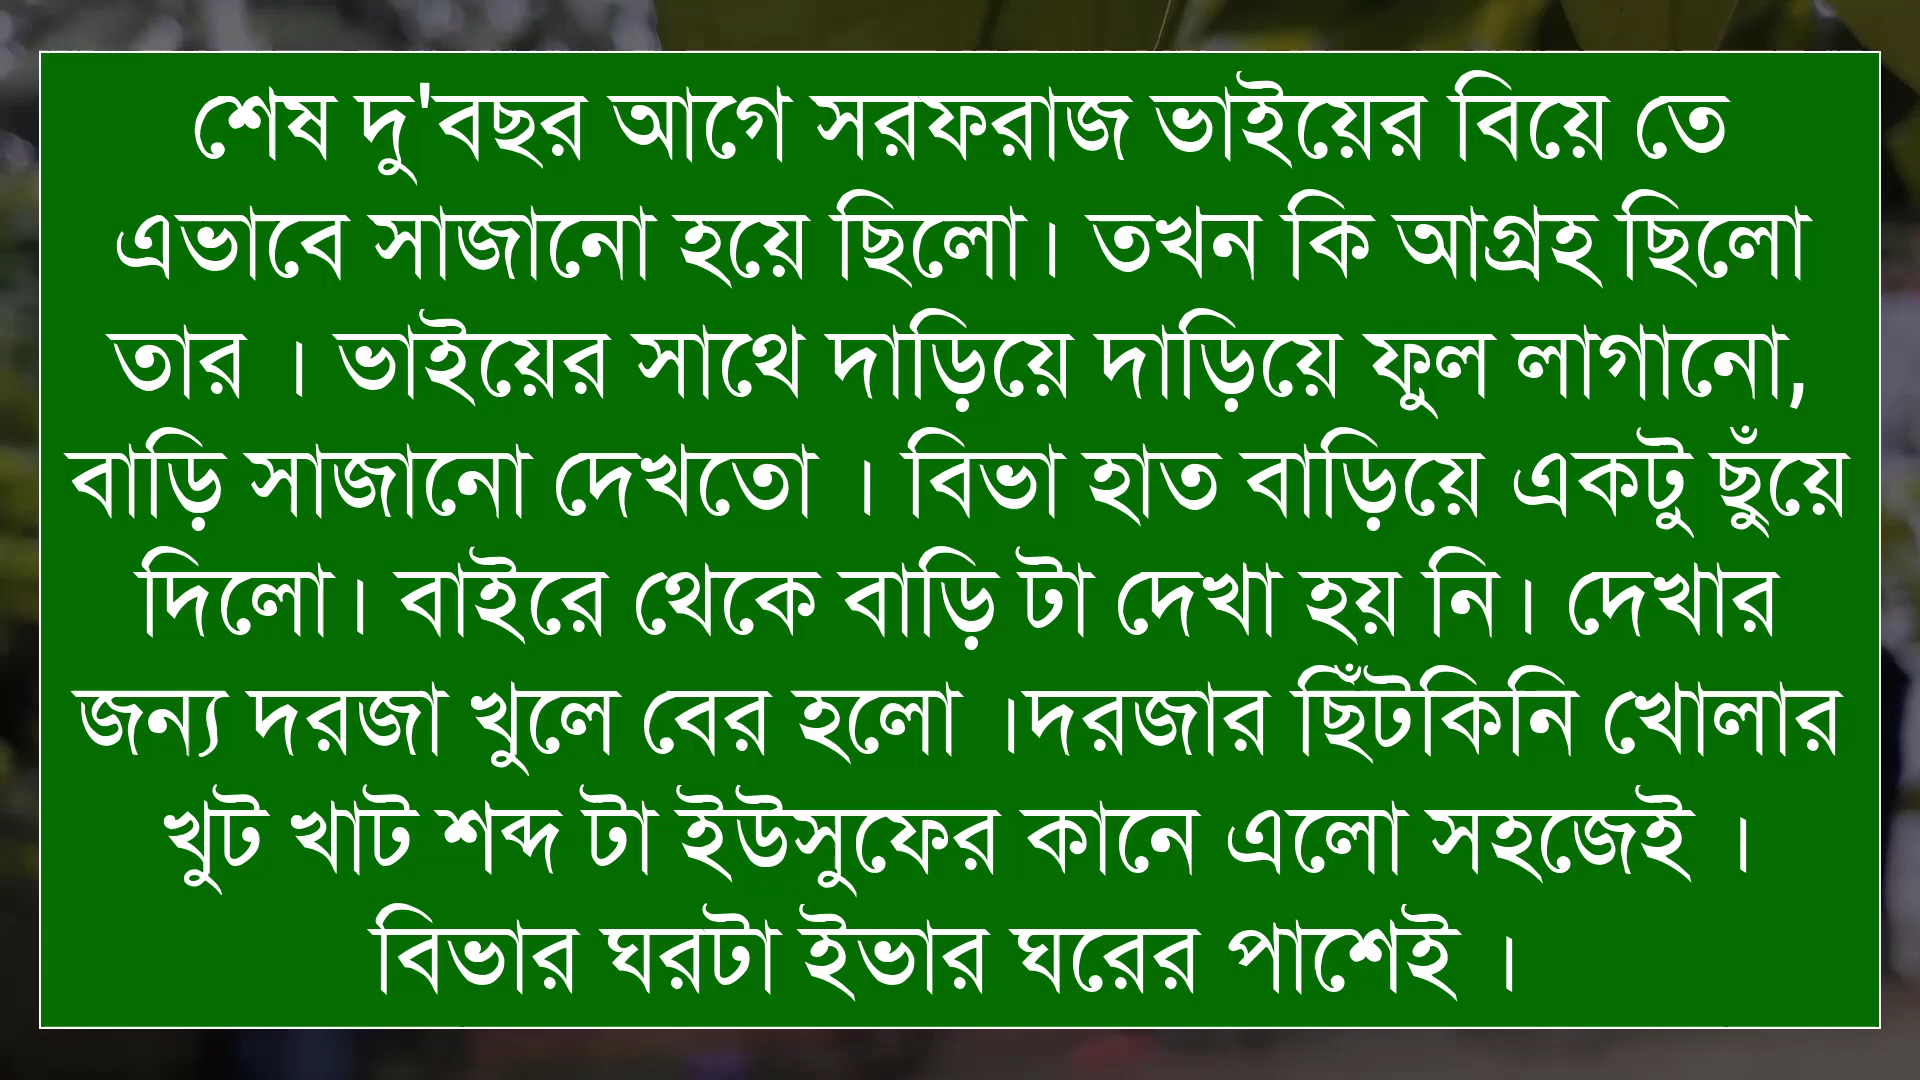 শেষ দু'বছর আগে সরফরাজ ভাইয়ের বিয়ে তে
এভাবে সাজানো হয়ে ছিলো। তখন কি আগ্রহ ছিলো
তার । ভাইয়ের সাথে দাড়িয়ে দাড়িয়ে ফুল লাগানো,
বাড়ি সাজানো দেখতো । বিভা হাত বাড়িয়ে একটু ছুঁয়ে
দিলো। বাইরে থেকে বাড়ি টা দেখা হয় নি। দেখার
জন্য দরজা খুলে বের হলো ।দরজার ছিঁটকিনি খোলার
খুট খাট শব্দ টা ইউসুফের কানে এলো সহজেই ।
বিভার ঘরটা ইভার ঘরের পাশেই ।